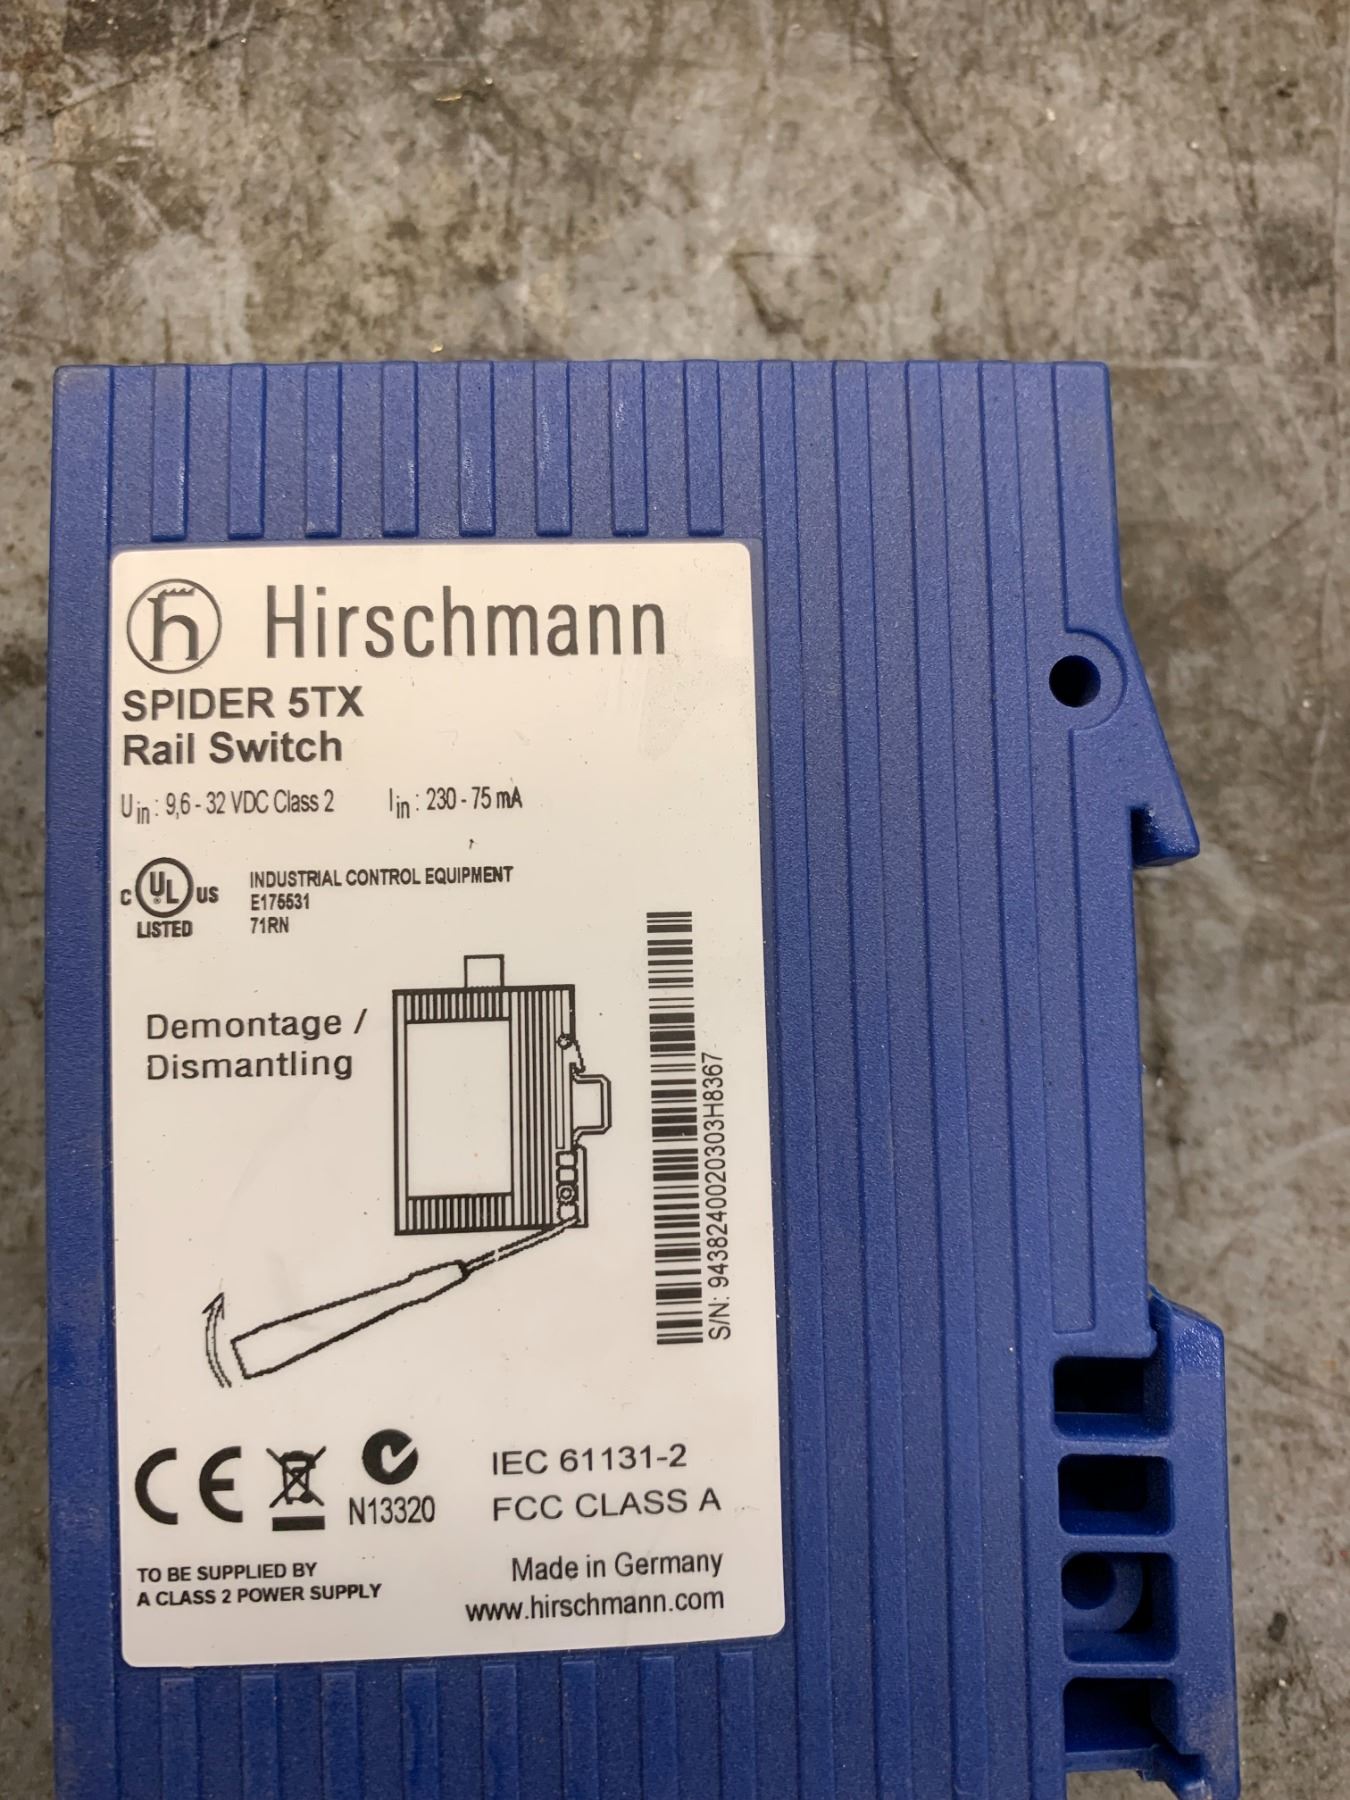 Hirschmann
SPIDER 5TX
Rail Switch
Uin : 9,6 - 32 VDC Class 2 Iin : 230 - 75 mA
C UL US
LISTED
INDUSTRIAL CONTROL EQUIPMENT
E175531
71RN
Demontage /
Dismantling
S/N: 943824002030​3H8367
CE
N13320
IEC 61131-2
FCC CLASS A
TO BE SUPPLIED BY
A CLASS 2 POWER SUPPLY
Made in Germany
www.hirschmann.com